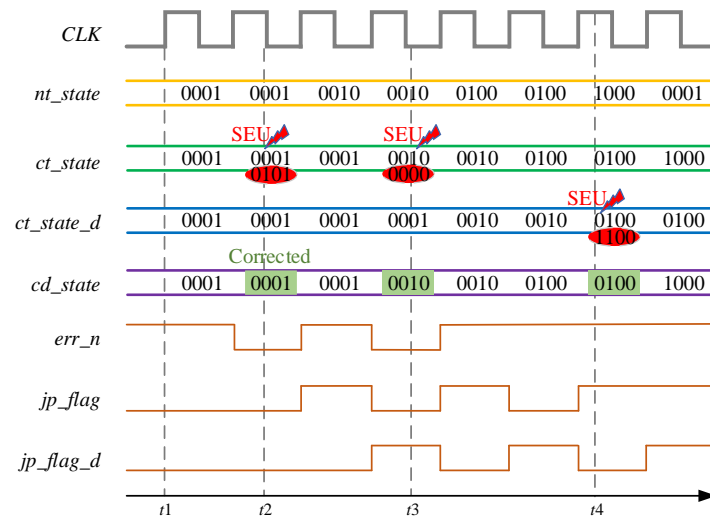 CLK
nt_state 0001 0001 0010 0010 0100 0100 1000 0001
SEU SEU
ct_state 0001 0001 0001 0010 0010 0100 0100 1000
0101 0000
SEU
ct_state_d 0001 0001 0001 0001 0010 0010 0100 0100
1100
Corrected
cd_state 0001 0001 0001 0010 0010 0100 0100 1000
err_n
jp_flag
jp_flag_d
t1 t2 t3 t4